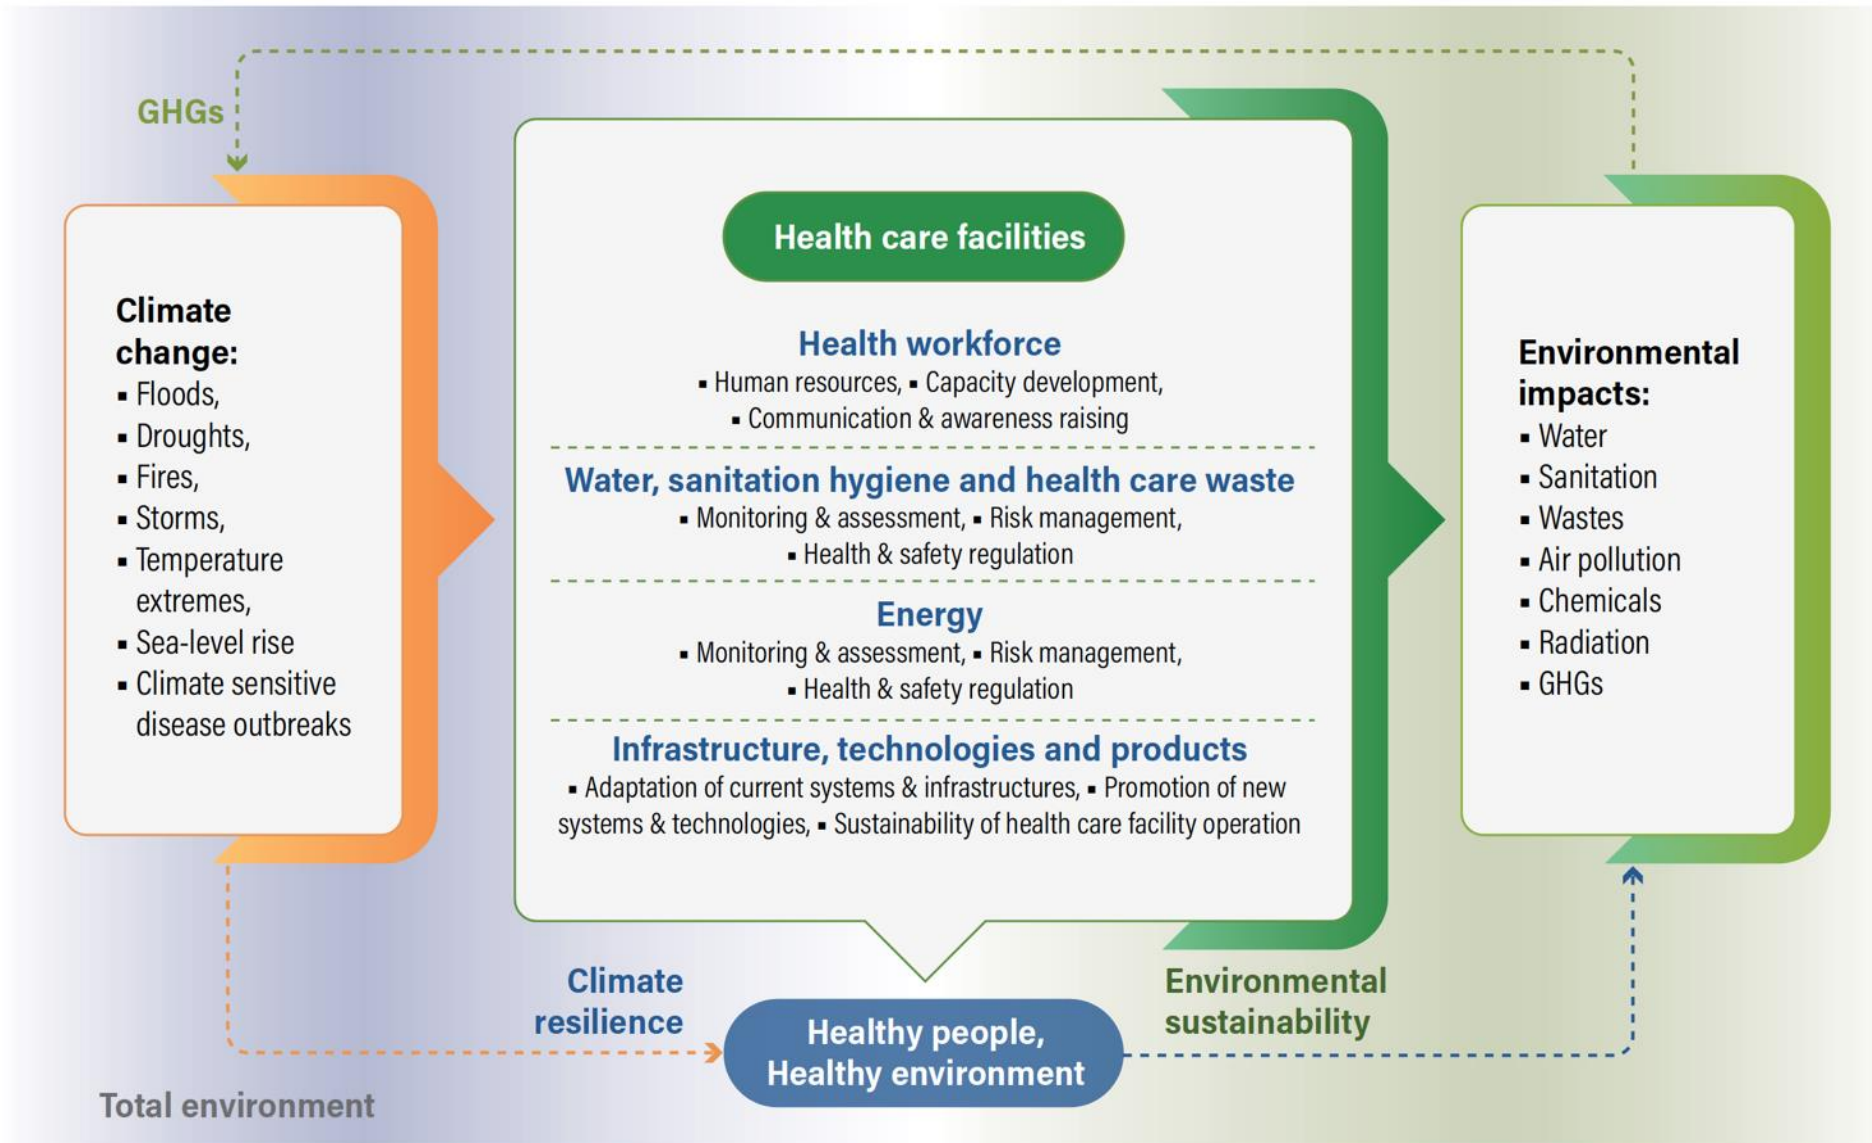 GHGs
Climate
change:
▪ Floods,
▪ Droughts,
▪ Fires,
▪ Storms,
▪ Temperature
extremes,
▪ Sea-level rise
▪ Climate sensitive
disease outbreaks
Health care facilities
Health workforce
▪ Human resources, ▪ Capacity development,
▪ Communication & awareness raising
Water, sanitation hygiene and health care waste
▪ Monitoring & assessment, ▪ Risk management,
▪ Health & safety regulation
Energy
▪ Monitoring & assessment, ▪ Risk management,
▪ Health & safety regulation
Infrastructure, technologies and products
▪ Adaptation of current systems & infrastructures, ▪ Promotion of new
systems & technologies, ▪ Sustainability of health care facility operation
Environmental
impacts:
▪ Water
▪ Sanitation
▪ Wastes
▪ Air pollution
▪ Chemicals
▪ Radiation
▪ GHGs
Climate
resilience
Healthy people,
Healthy environment
Environmental
sustainability
Total environment